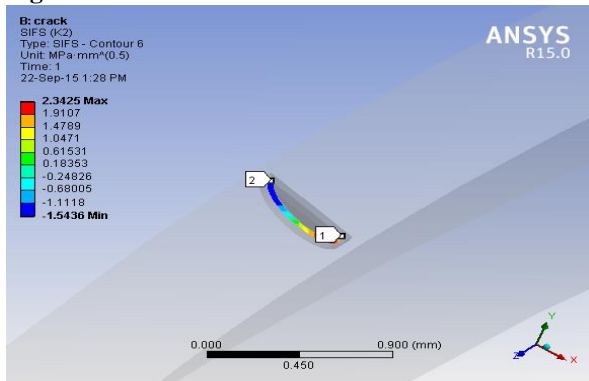 B: crack
SIFS (K2)
Type: SIFS - Contour 6
Unit: MPa·mm^(0.5)
Time: 1
22-Sep-15 1:28 PM
2.3425 Max
1.9107
1.4789
1.0471
0.61531
0.18353
-0.24826
-0.68005
-1.1118
-1.5436 Min
ANSYS
R15.0
2
1
0.000
0.900 (mm)
0.450
Y
Z
X